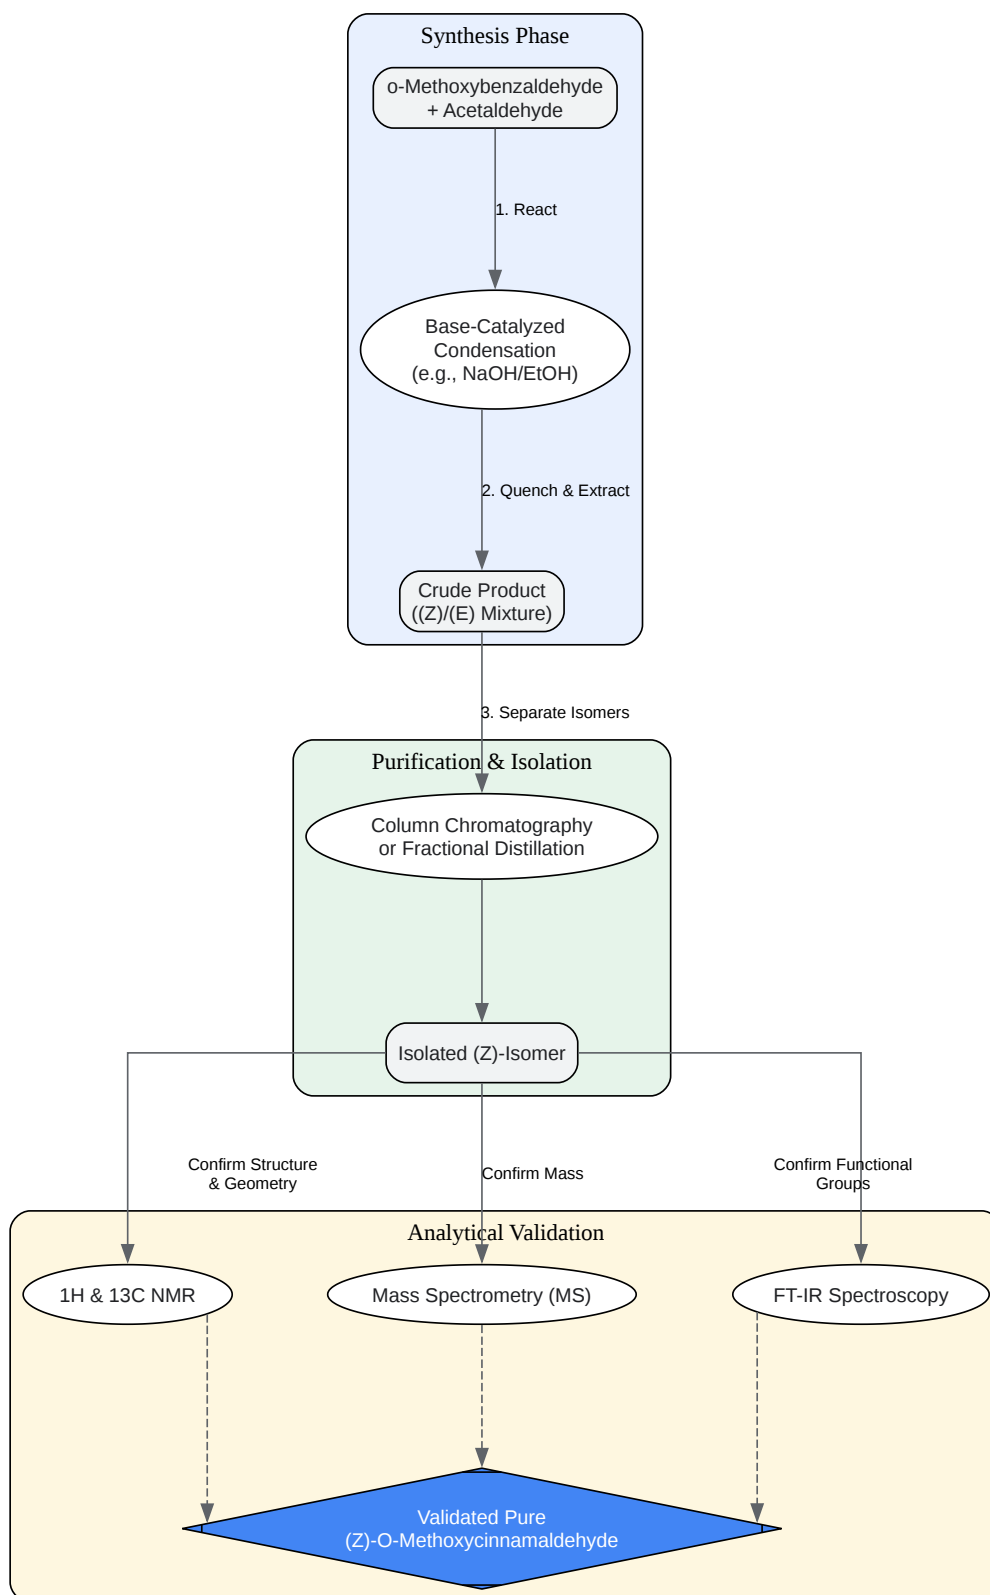 Synthesis Phase
o-Methoxybenzaldehyde
+ Acetaldehyde
1. React
Base-Catalyzed
Condensation
(e.g., NaOH/EtOH)
2. Quench & Extract
Crude Product
((Z)/(E) Mixture)
3. Separate Isomers
Purification & Isolation
Column Chromatography
or Fractional Distillation
Isolated (Z)-Isomer
Confirm Structure
& Geometry
Confirm Mass
Confirm Functional
Groups
Analytical Validation
1H & 13C NMR
Mass Spectrometry (MS)
FT-IR Spectroscopy
Validated Pure
(Z)-O-Methoxycinnamaldehyde